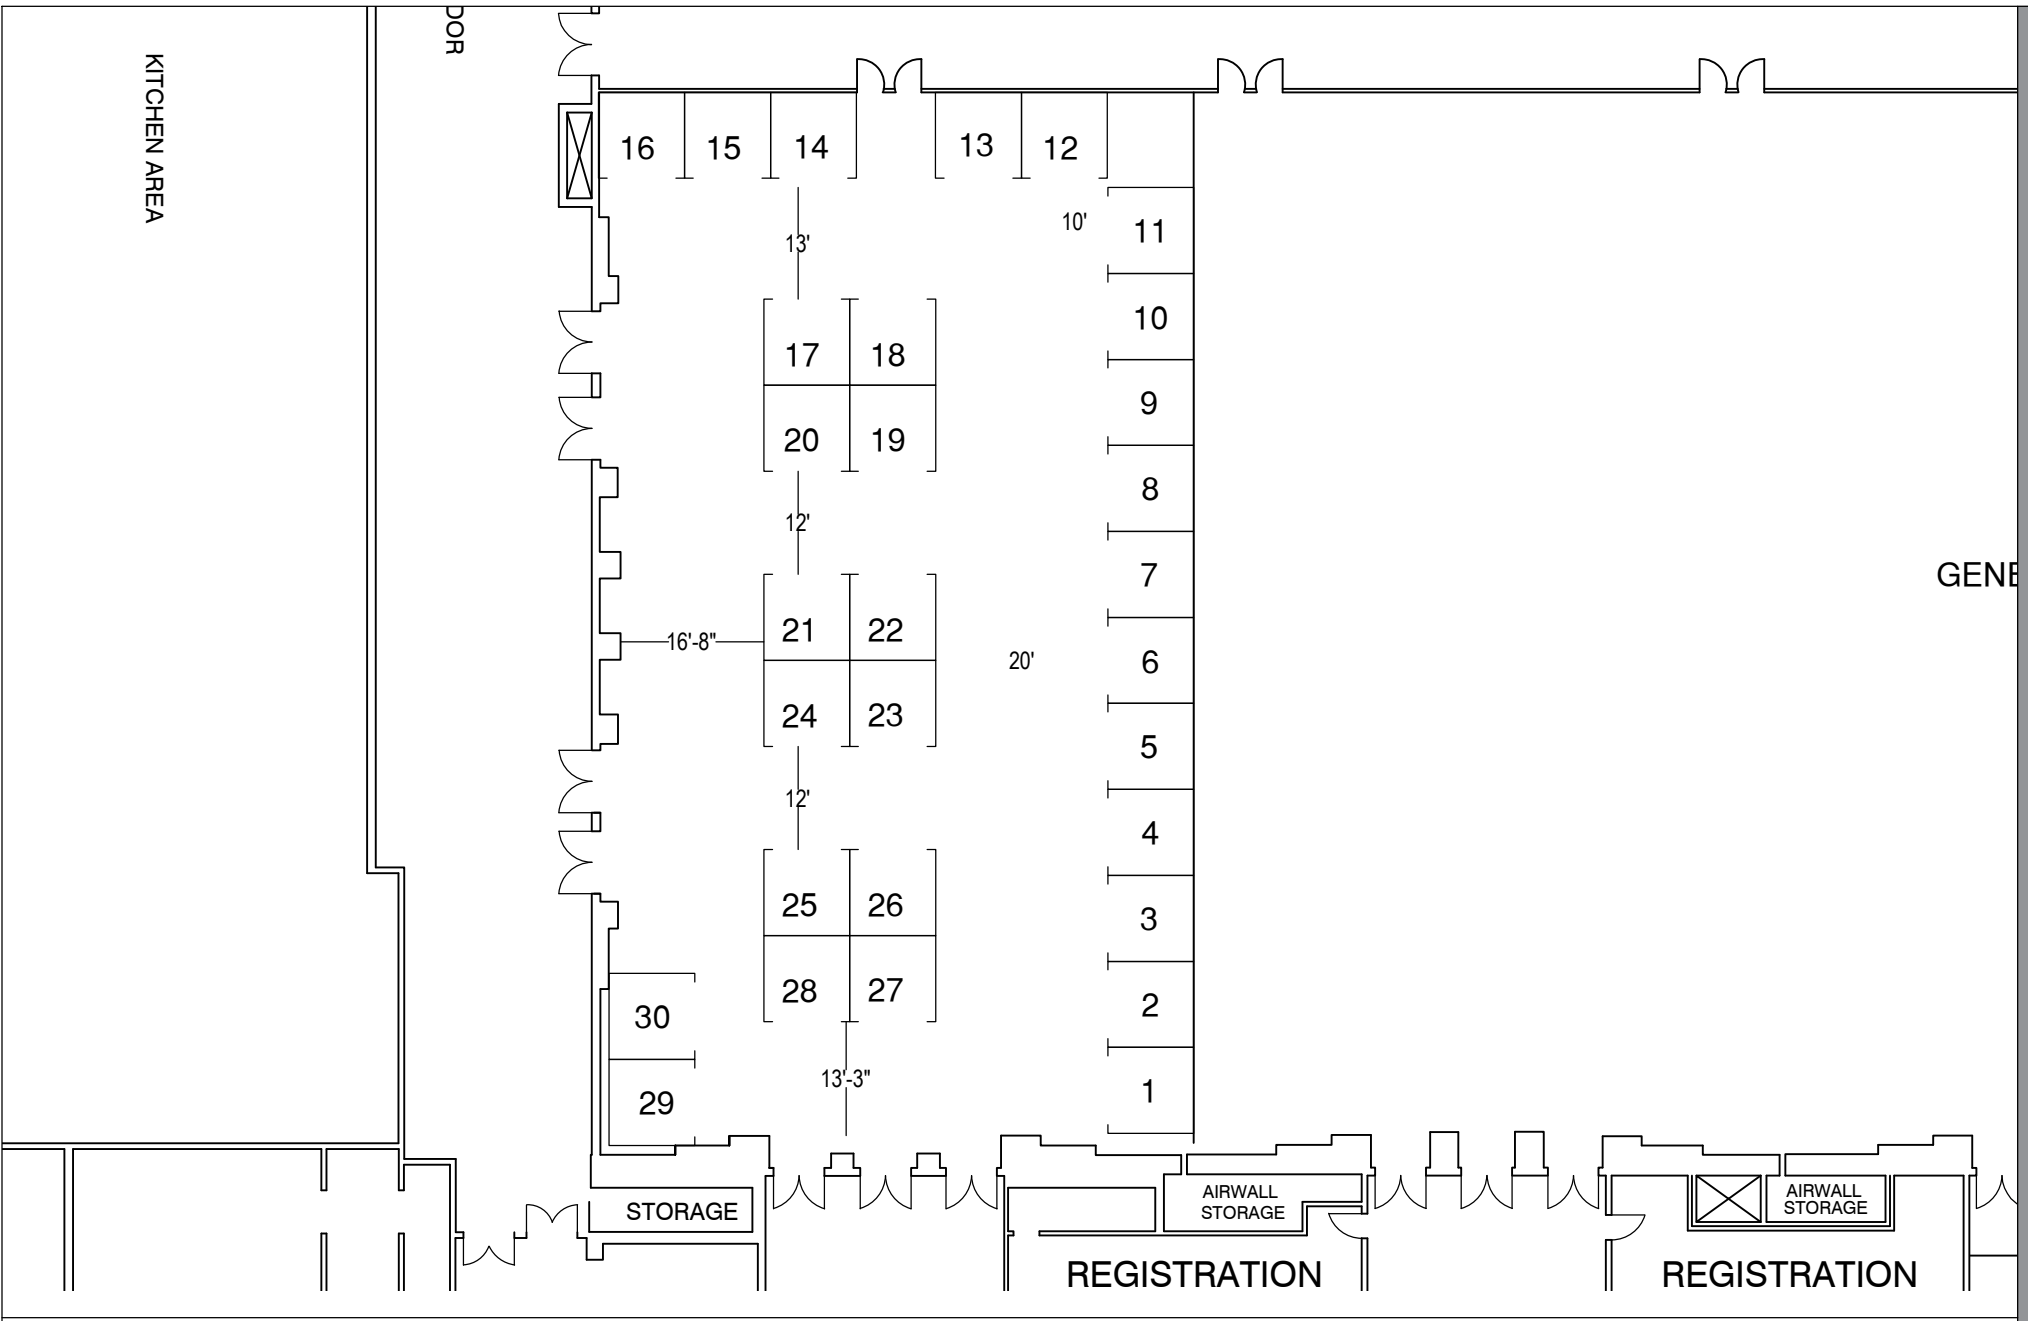 DOR
KITCHEN AREA
16 15 14 13 12
10'
11
13'
10
17 18
9
20 19
8
12'
7
GENE
21 22
16'-8"
20'
6
24 23
5
12'
4
25 26
3
28 27
2
30
13'-3"
1
29
STORAGE
AIRWALL
STORAGE
AIRWALL
STORAGE
REGISTRATION
REGISTRATION